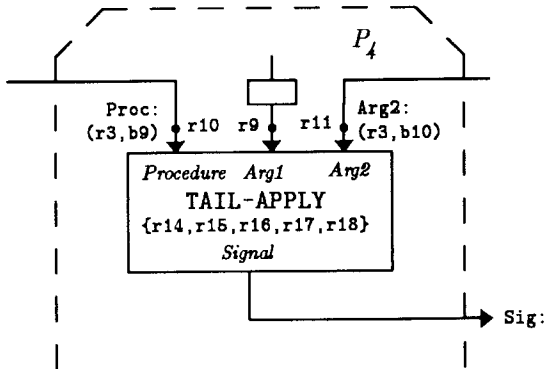 P4
Proc: r10 r9 r11 Arg2:
(r3,b9) (r3,b10)
Procedure Arg1 Arg2
TAIL-APPLY
{r14,r15,r16,r17,r18}
Signal
Sig: